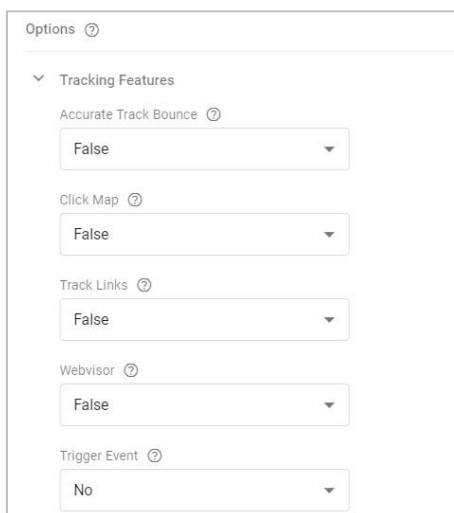 Options
Tracking Features
Accurate Track Bounce
False
Click Map
False
Track Links
False
Webvisor
False
Trigger Event
No